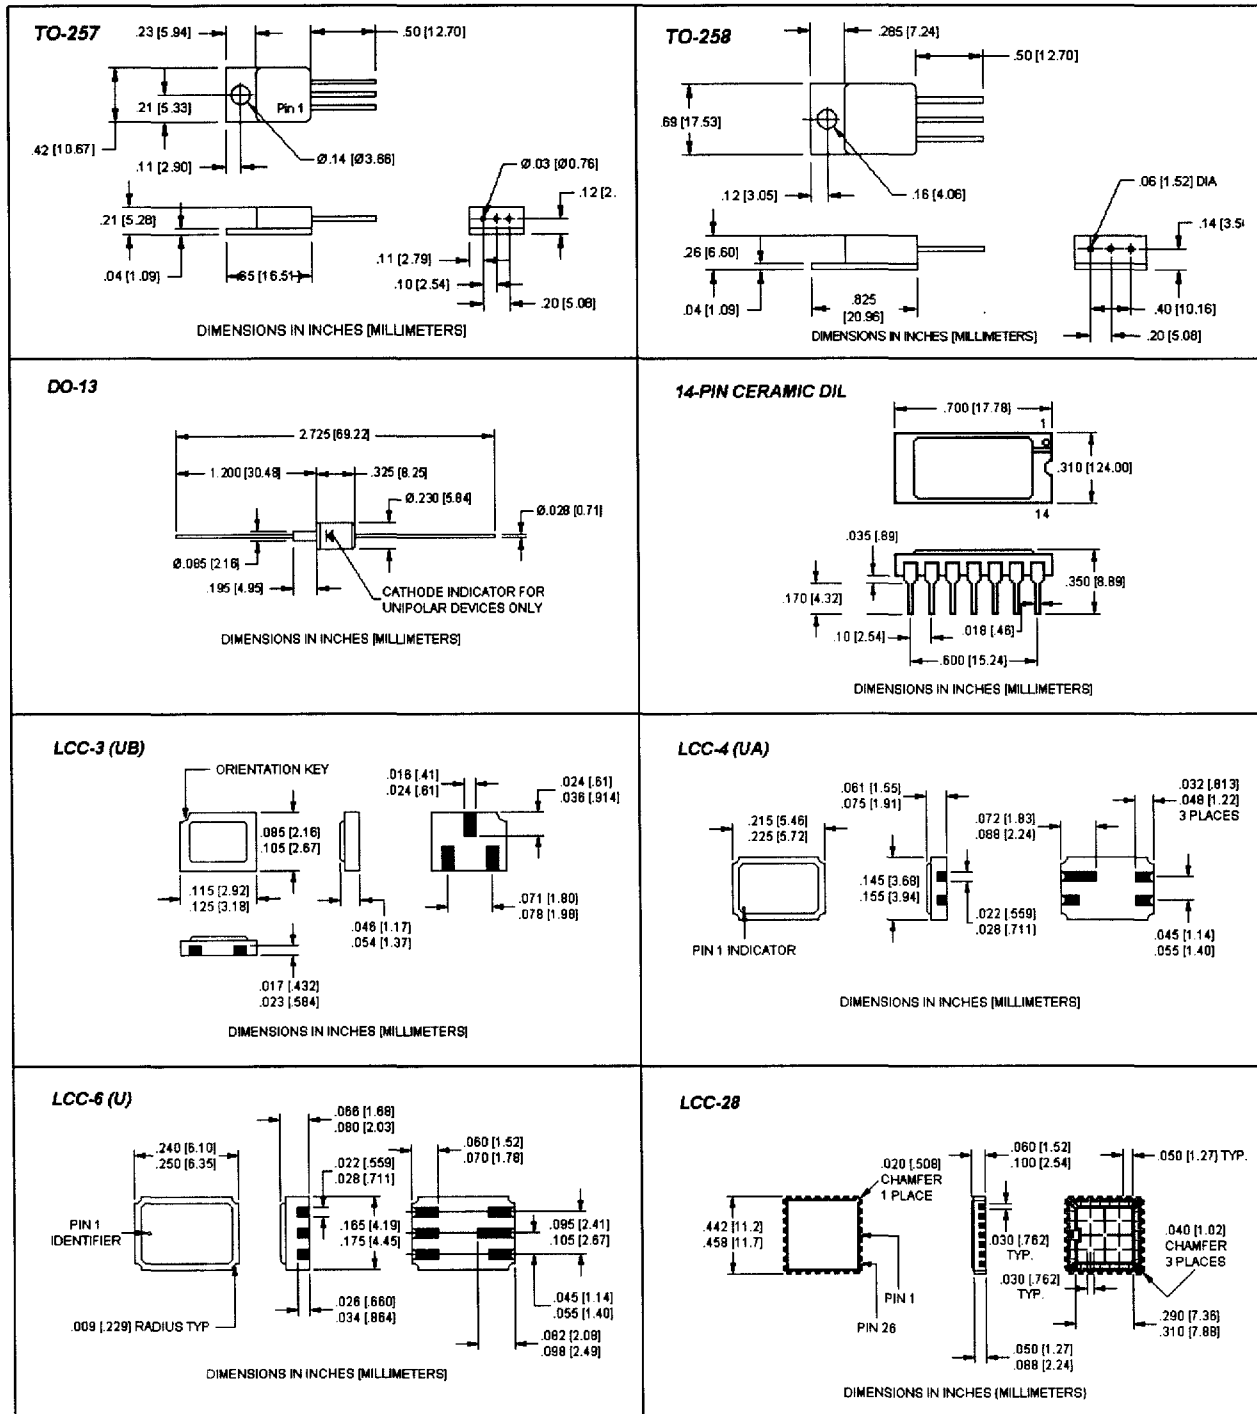 TO-257
.23 [5.94]
.50 [12.70]
.21 [5.33]
Pin 1
.42 [10.67]
.11 [2.90]
Ø.14 [Ø3.66]
Ø.03 [Ø0.76]
.12 [2.
.21 [5.28]
.04 [1.09]
.65 [16.51]
.11 [2.79]
.10 [2.54]
.20 [5.08]
DIMENSIONS IN INCHES [MILLIMETERS]
TO-258
.285 [7.24]
.50 [12.70]
.69 [17.53]
.12 [3.05]
.16 [4.06]
.06 [1.52] DIA
.14 [3.5
.26 [6.60]
.04 [1.09]
.825
[20.96]
.40 [10.16]
.20 [5.08]
DIMENSIONS IN INCHES [MILLIMETERS]
DO-13
2.725 [69.22]
1.200 [30.48]
.325 [8.25]
Ø.230 [5.84]
Ø.028 [0.71]
Ø.085 [2.16]
.195 [4.95]
CATHODE INDICATOR FOR
UNIPOLAR DEVICES ONLY
DIMENSIONS IN INCHES [MILLIMETERS]
14-PIN CERAMIC DIL
.700 [17.78]
1
.310 [124.00]
14
.035 [.89]
.350 [8.89]
.170 [4.32]
.10 [2.54]
.018 [.46]
.600 [15.24]
DIMENSIONS IN INCHES [MILLIMETERS]
LCC-3 (UB)
ORIENTATION KEY
.016 [.41]
.024 [.61]
.024 [.61]
.036 [.914]
.085 [2.16]
.105 [2.67]
.115 [2.92]
.125 [3.18]
.046 [1.17]
.054 [1.37]
.071 [1.80]
.078 [1.98]
.017 [.432]
.023 [.584]
DIMENSIONS IN INCHES [MILLIMETERS]
LCC-4 (UA)
.061 [1.55]
.075 [1.91]
.032 [.813]
.048 [1.22]
3 PLACES
.215 [5.46]
.225 [5.72]
.072 [1.83]
.088 [2.24]
.145 [3.68]
.155 [3.94]
.022 [.559]
.028 [.711]
PIN 1 INDICATOR
.045 [1.14]
.055 [1.40]
DIMENSIONS IN INCHES [MILLIMETERS]
LCC-6 (U)
.066 [1.68]
.080 [2.03]
.240 [6.10]
.250 [6.35]
.060 [1.52]
.070 [1.78]
.022 [.559]
.028 [.711]
PIN 1
IDENTIFIER
.165 [4.19]
.175 [4.45]
.095 [2.41]
.105 [2.67]
.026 [.660]
.034 [.864]
.045 [1.14]
.055 [1.40]
.009 [.229] RADIUS TYP
.082 [2.08]
.098 [2.49]
DIMENSIONS IN INCHES [MILLIMETERS]
LCC-28
.060 [1.52]
.100 [2.54]
.050 [1.27] TYP.
.020 [.508]
CHAMFER
1 PLACE
.442 [11.2]
.458 [11.7]
.030 [.762]
TYP.
.040 [1.02]
CHAMFER
3 PLACES
.030 [.762]
TYP.
PIN 1
PIN 26
.290 [7.36]
.310 [7.88]
.050 [1.27]
.088 [2.24]
DIMENSIONS IN INCHES (MILLIMETERS)